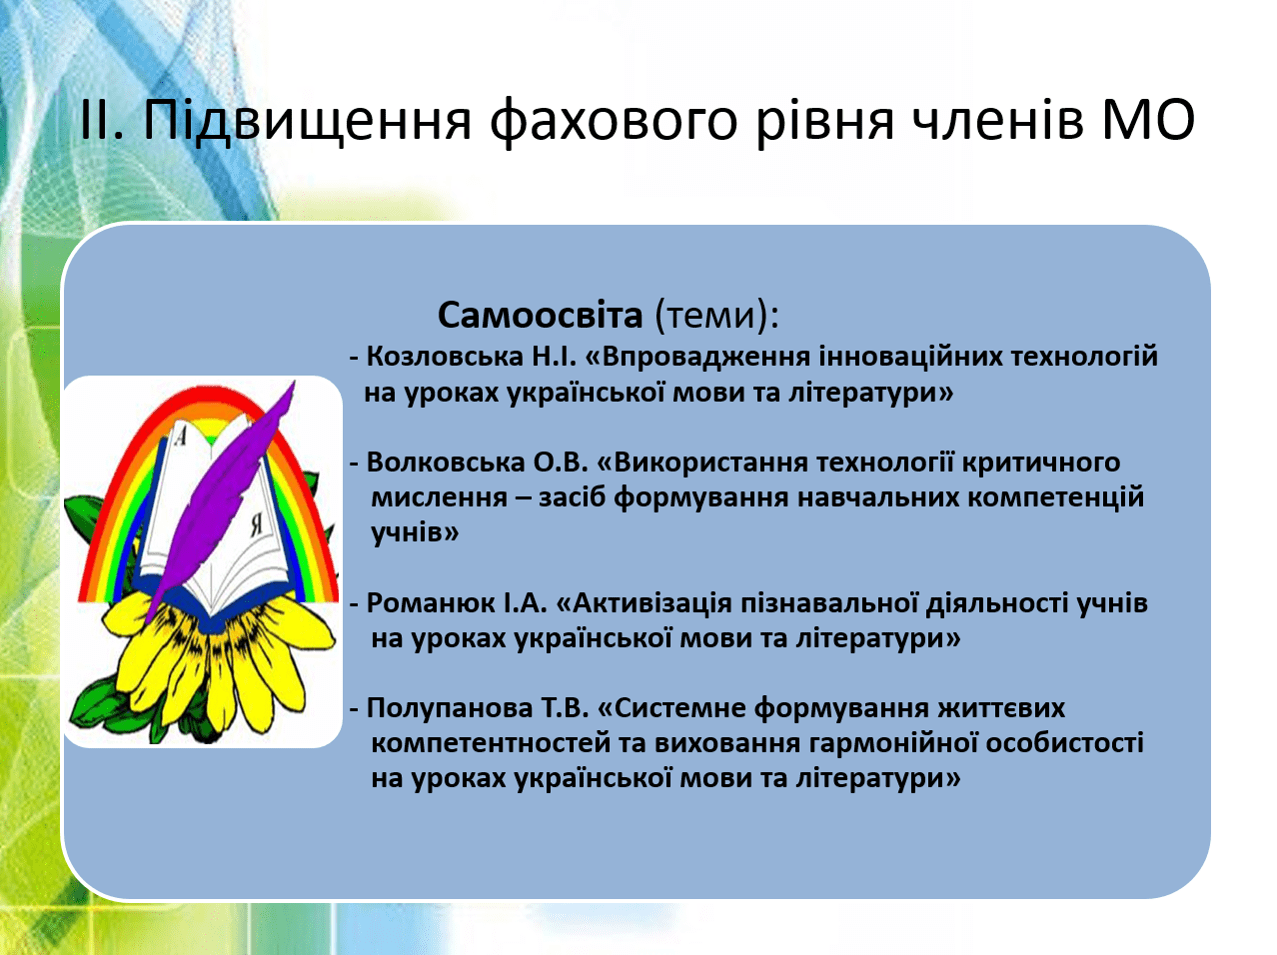 ІІ. Підвищення фахового рівня членів МО
Самоосвіта (теми):
- Козловська Н.І. «Впровадження інноваційних технологій
на уроках української мови та літератури»
- Волковська О.В. «Використання технології критичного
мислення – засіб формування навчальних компетенцій
учнів»
- Романюк І.А. «Активізація пізнавальної діяльності учнів
на уроках української мови та літератури»
- Полупанова Т.В. «Системне формування життєвих
компетентностей та виховання гармонійної особистості
на уроках української мови та літератури»
А
Я